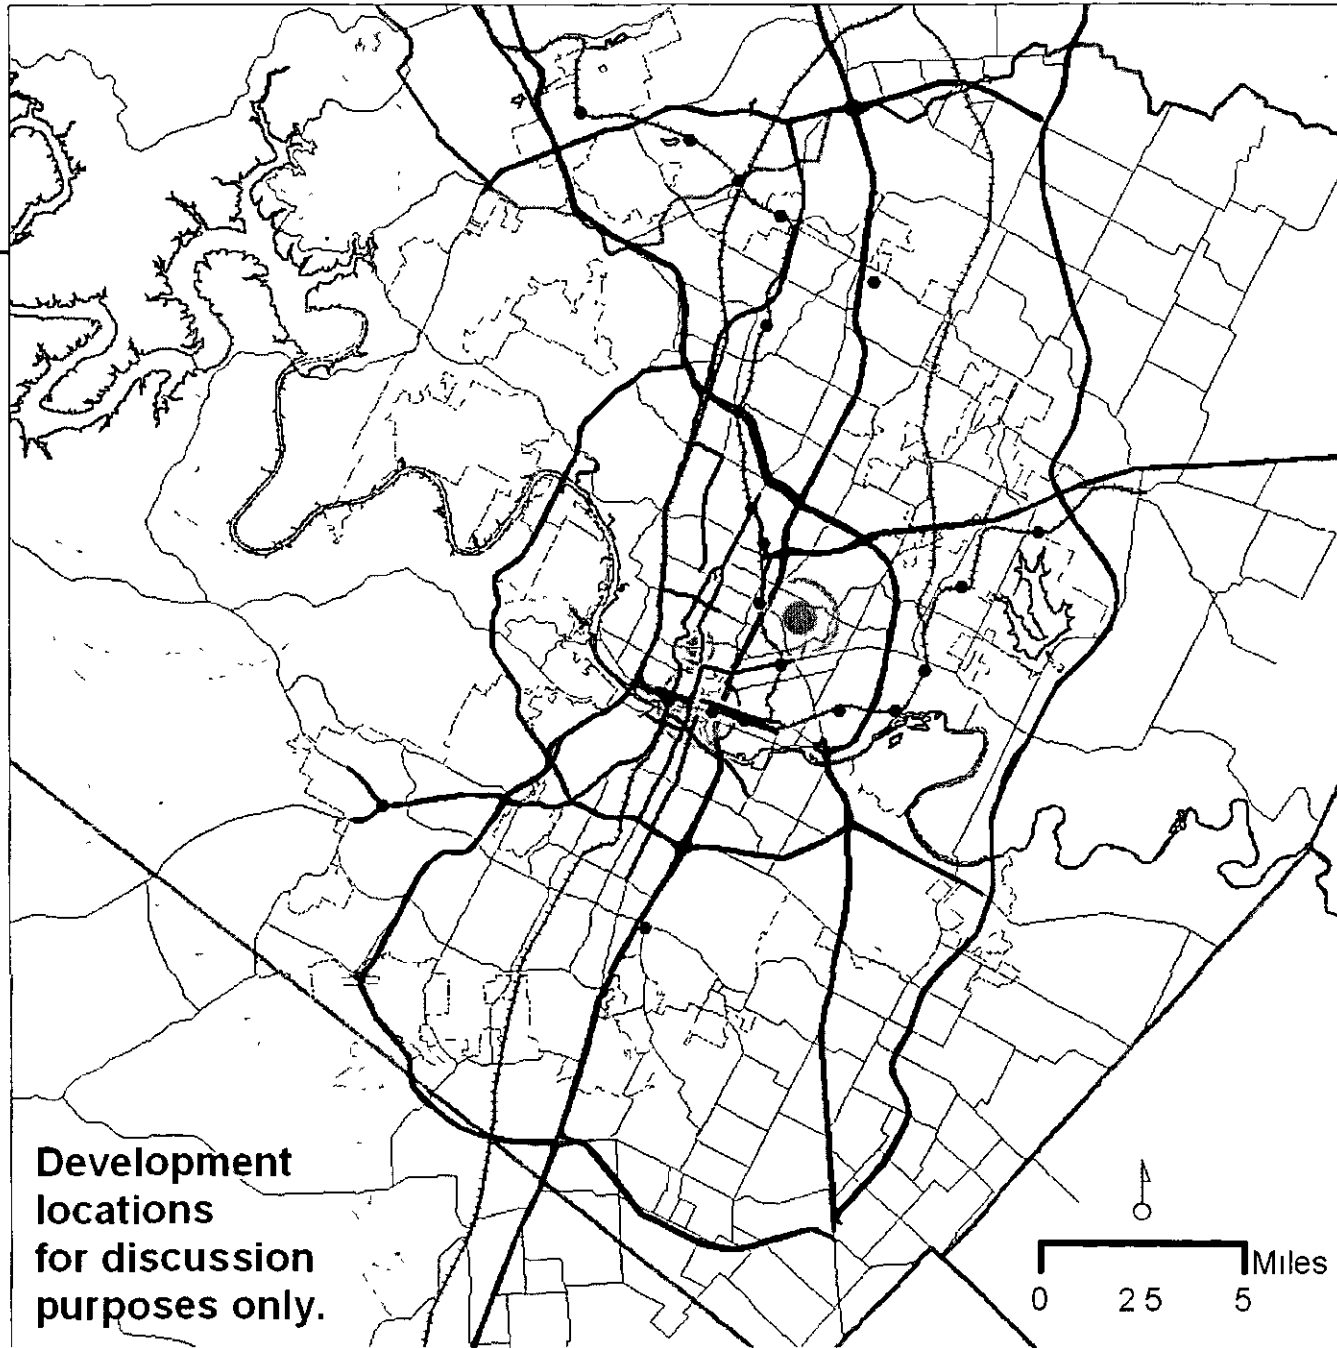 Development
locations
for discussion
purposes only.
Miles
0 2 5 5